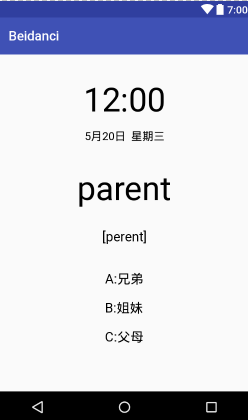 7:00
Beidanci
12:00
5月20日 星期三
parent
[perent]
A:兄弟
B:姐妹
C:父母